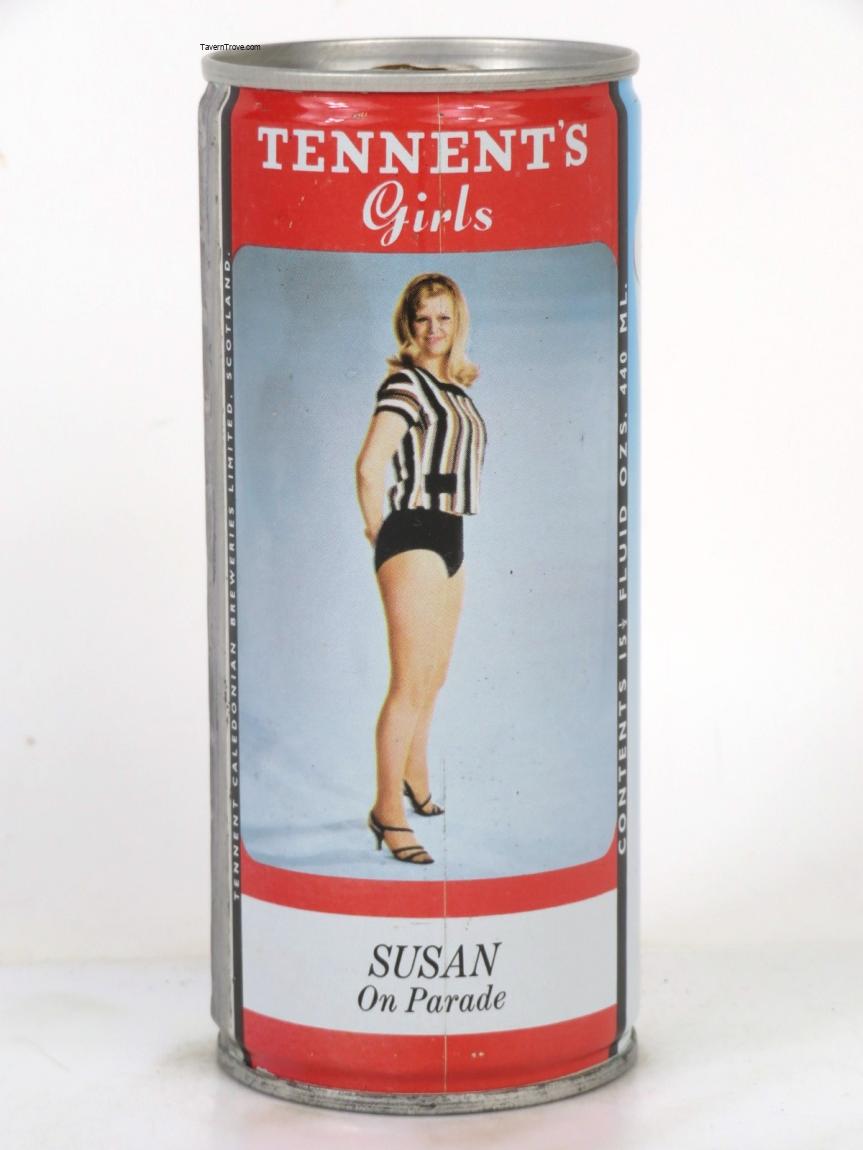 TavernTrove.com
TENNENT'S
Girls
TENNENT CALEDONIAN BREWERIES LIMITED. SCOTLAND.
CONTENTS 15½ FLUID OZS. 440 ML.
SUSAN
On Parade